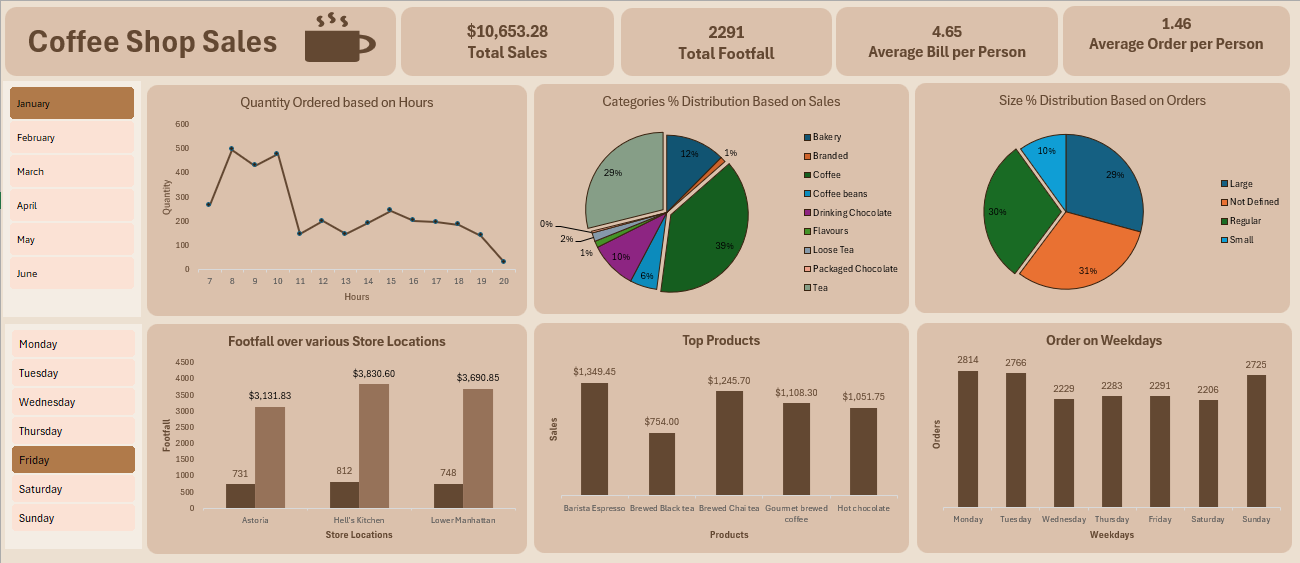 Coffee Shop Sales
$10,653.28
Total Sales
2291
Total Footfall
4.65
Average Bill per Person
1.46
Average Order per Person
January
February
March
April
May
June
Monday
Tuesday
Wednesday
Thursday
Friday
Saturday
Sunday
Quantity Ordered based on Hours
Quantity
600
500
400
300
200
100
0
7 8 9 10 11 12 13 14 15 16 17 18 19 20
Hours
Categories % Distribution Based on Sales
12%
1%
39%
6%
10%
1%
2%
0%
29%
Bakery
Branded
Coffee
Coffee beans
Drinking Chocolate
Flavours
Loose Tea
Packaged Chocolate
Tea
Size % Distribution Based on Orders
29%
31%
30%
10%
Large
Not Defined
Regular
Small
Footfall over various Store Locations
Footfall
4500
4000
3500
3000
2500
2000
1500
1000
500
0
731 $3,131.83
812 $3,830.60
748 $3,690.85
Astoria Hell's Kitchen Lower Manhattan
Store Locations
Top Products
Sales
$1,349.45 $754.00 $1,245.70 $1,108.30 $1,051.75
Barista Espresso Brewed Black tea Brewed Chai tea Gourmet brewed Hot chocolate
coffee
Products
Order on Weekdays
Orders
2814 2766 2229 2283 2291 2206 2725
Monday Tuesday Wednesday Thursday Friday Saturday Sunday
Weekdays